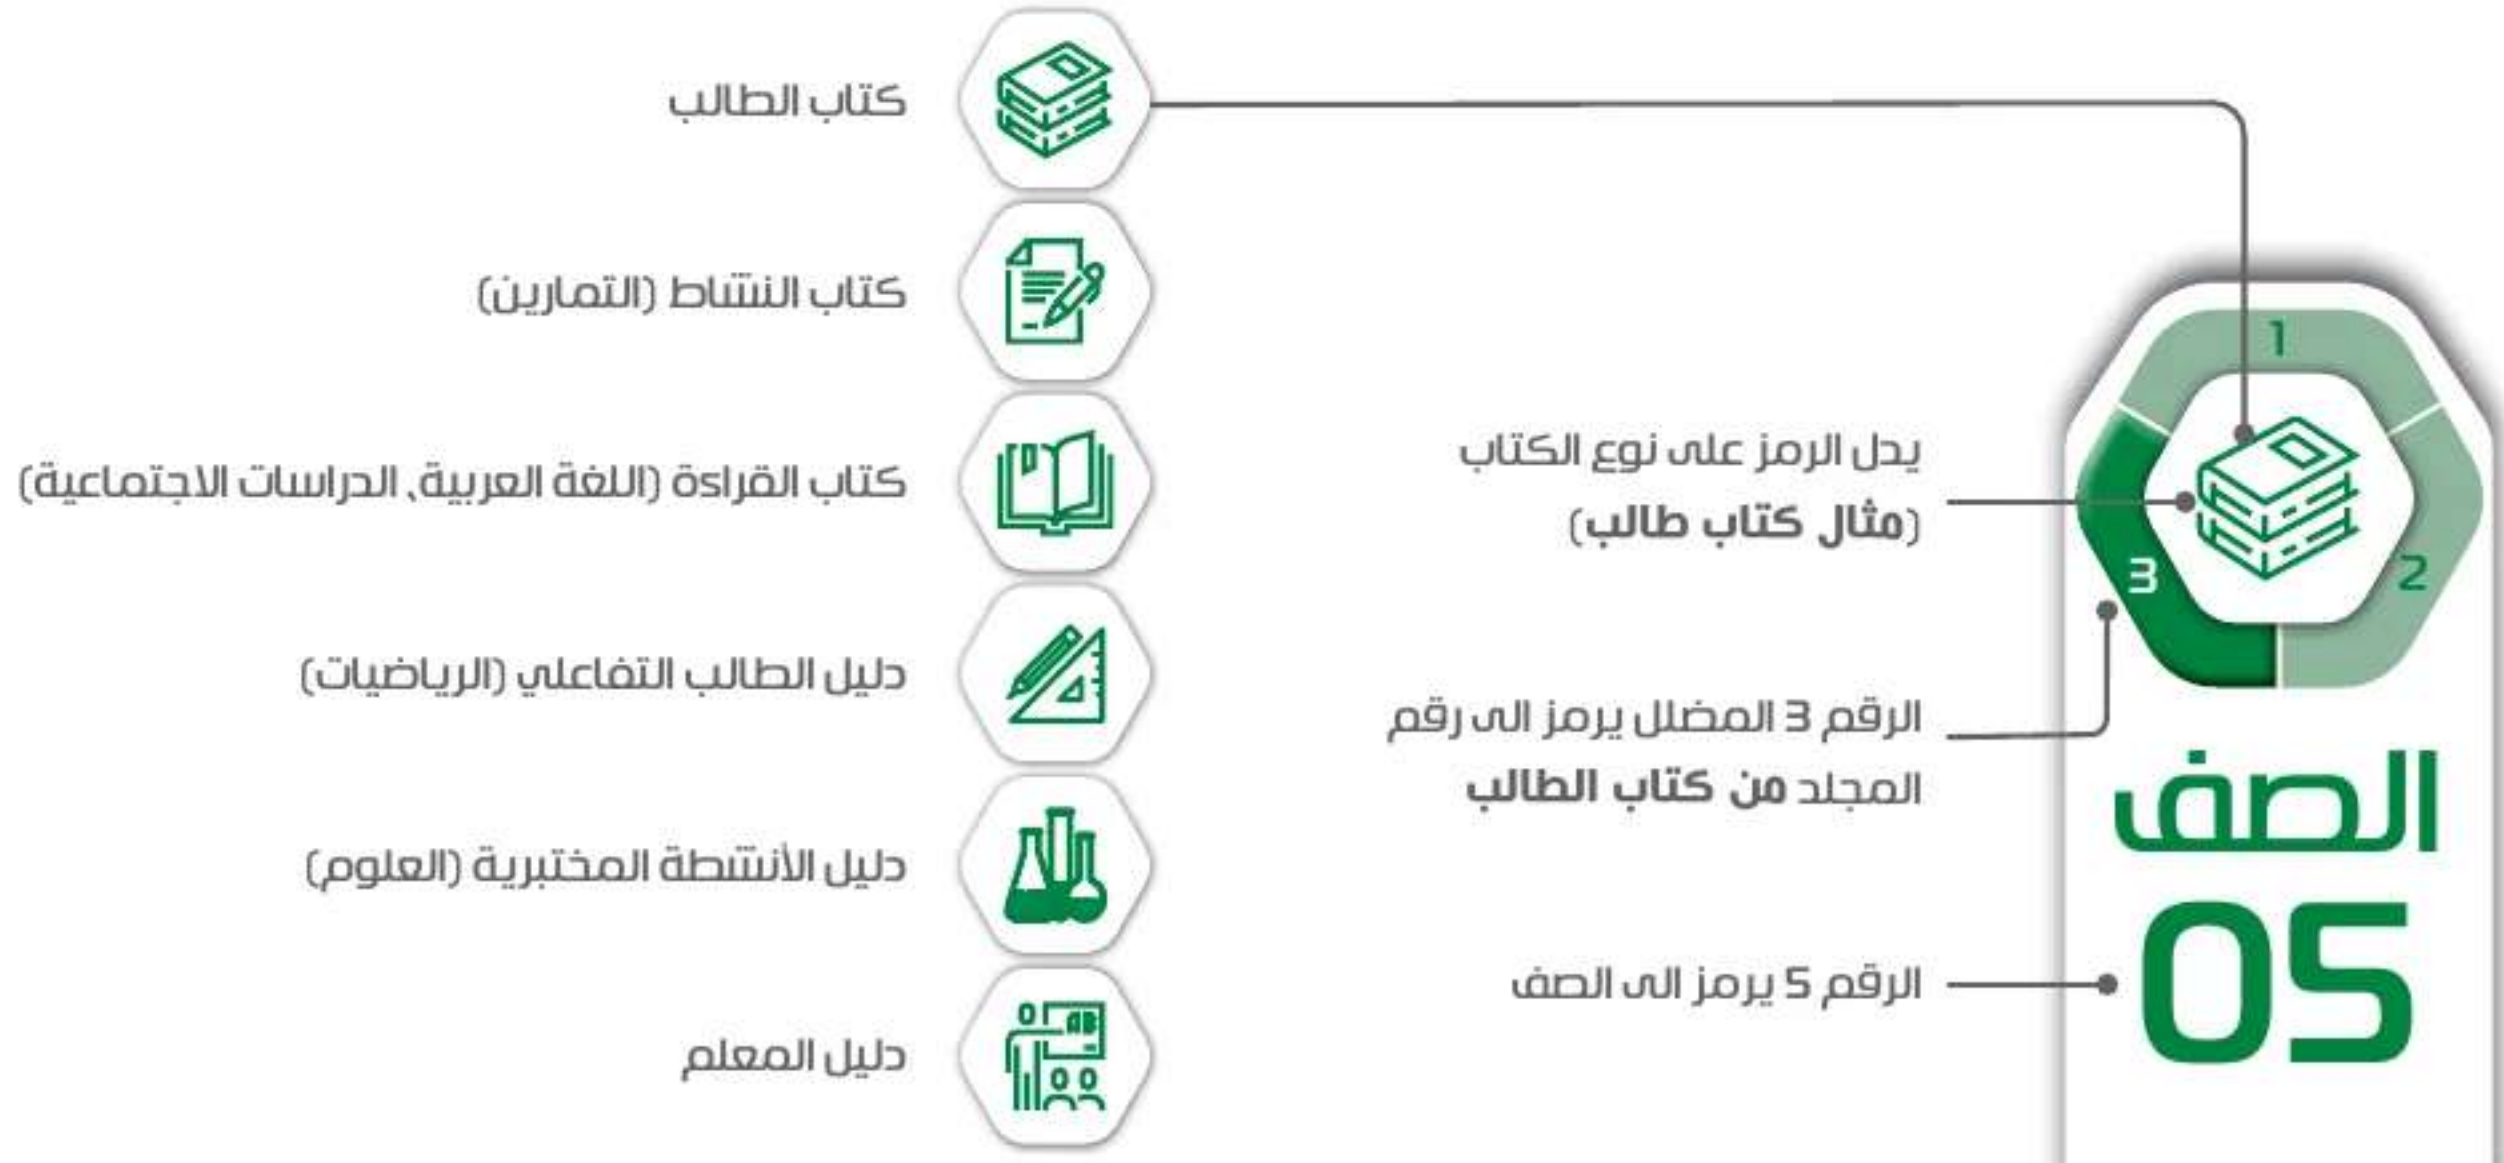 1
2
3
الصف
05
يدل الرمز على نوع الكتاب
(مثال كتاب طالب)
الرقم 3 المضلل يرمز الى رقم
المجلد من كتاب الطالب
الرقم 5 يرمز الى الصف
كتاب الطالب
كتاب النشاط (التمارين)
كتاب القراءة (اللغة العربية، الدراسات الاجتماعية)
دليل الطالب التفاعلي (الرياضيات)
دليل الأنشطة المختبرية (العلوم)
دليل المعلم
AB